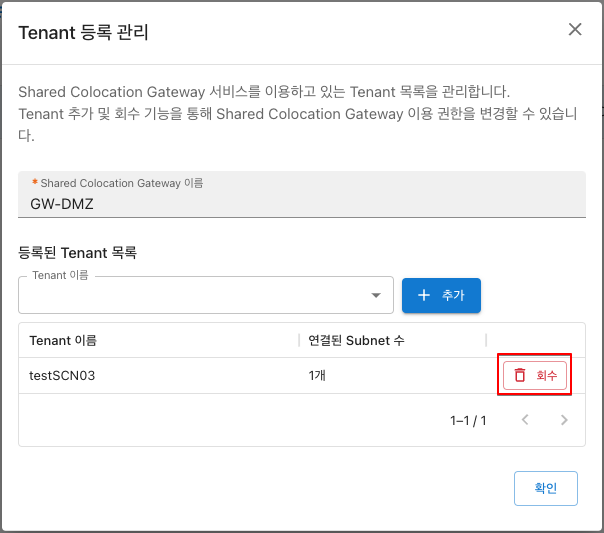 Tenant 등록 관리
Shared Colocation Gateway 서비스를 이용하고 있는 Tenant 목록을 관리합니다.
Tenant 추가 및 회수 기능을 통해 Shared Colocation Gateway 이용 권한을 변경할 수 있습니
다.
* Shared Colocation Gateway 이름
GW-DMZ
등록된 Tenant 목록
Tenant 이름
추가
Tenant 이름 연결된 Subnet 수
testSCN03 1개 회수
1–1 / 1
확인